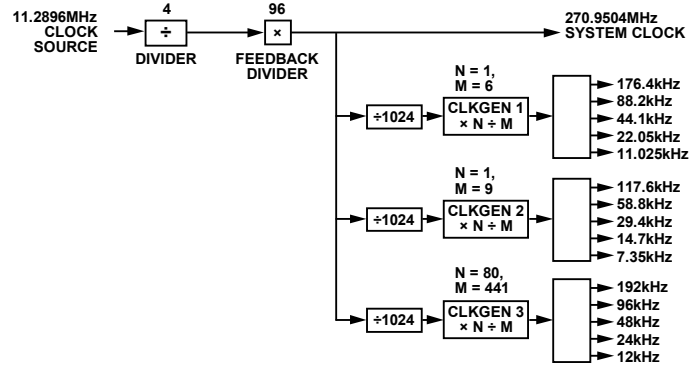 11.2896MHz
CLOCK
SOURCE
4
÷
DIVIDER
96
×
FEEDBACK
DIVIDER
270.9504MHz
SYSTEM CLOCK
÷1024
N = 1,
M = 6
CLKGEN 1
× N ÷ M
176.4kHz
88.2kHz
44.1kHz
22.05kHz
11.025kHz
÷1024
N = 1,
M = 9
CLKGEN 2
× N ÷ M
117.6kHz
58.8kHz
29.4kHz
14.7kHz
7.35kHz
÷1024
N = 80,
M = 441
CLKGEN 3
× N ÷ M
192kHz
96kHz
48kHz
24kHz
12kHz